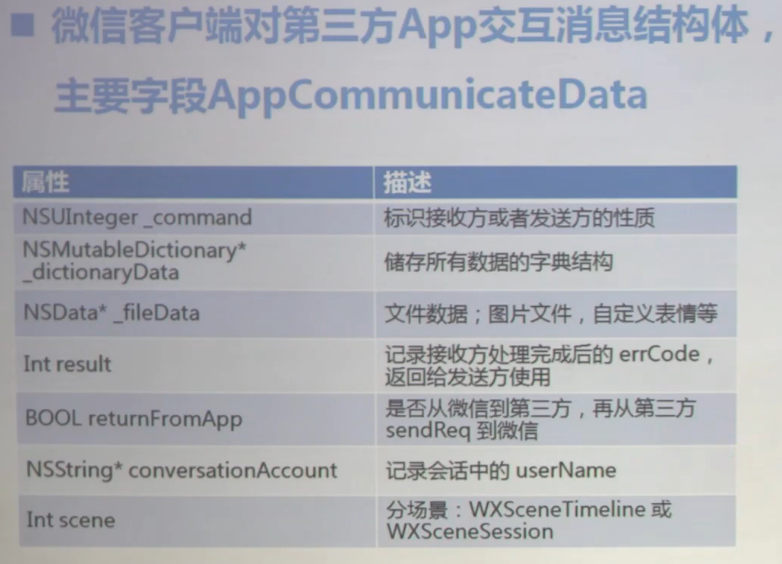 微信客户端对第三方App交互消息结构体，
主要字段AppCommunicateData
属性 描述
NSUInteger _command 标识接收方或者发送方的性质
NSMutableDictionary*
_dictionaryData 储存所有数据的字典结构
NSData* _fileData 文件数据；图片文件，自定义表情等
Int result 记录接收方处理完成后的 errCode，
返回给发送方使用
BOOL returnFromApp 是否从微信到第三方，再从第三方
sendReq 到微信
NSString* conversationAccount 记录会话中的 userName
Int scene 分场景：WXSceneTimeline 或
WXSceneSession